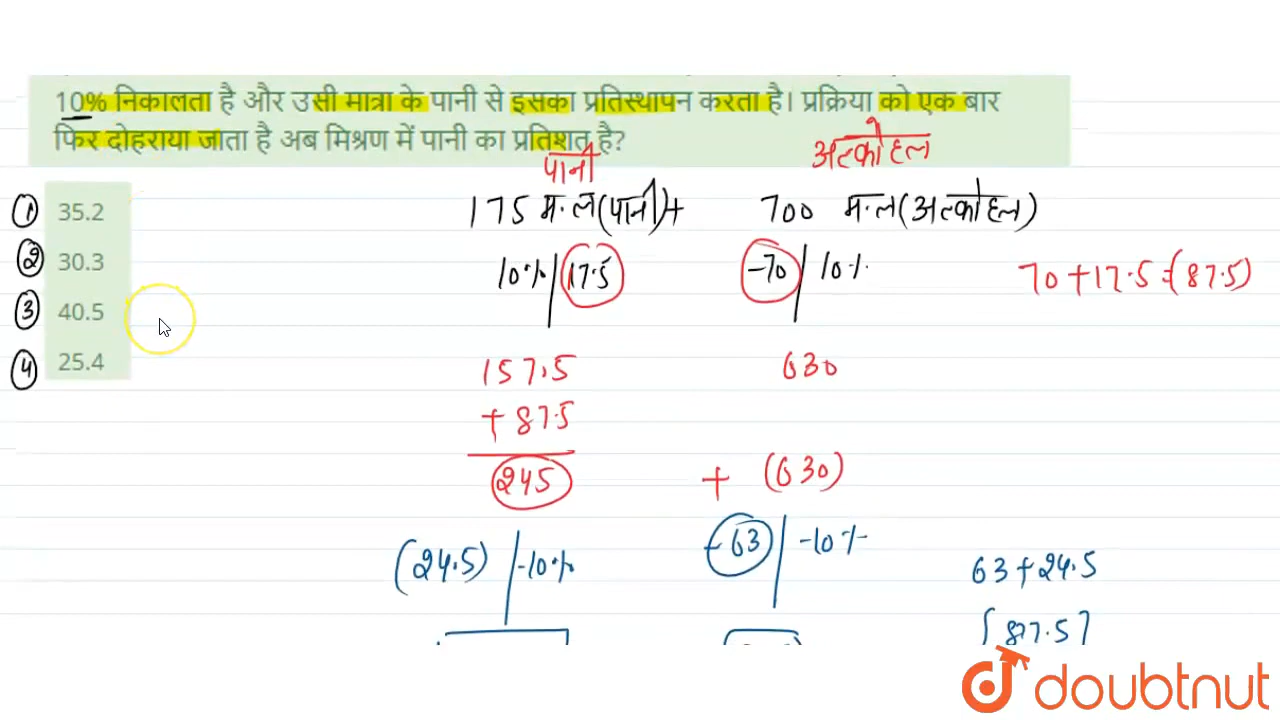 10% निकालता है और उसी मात्रा के पानी से इसका प्रतिस्थापन करता है। प्रक्रिया को एक बार
फिर दोहराया जाता है अब मिश्रण में पानी का प्रतिशत है?
पानी अल्कोहल
① 35.2 175 म.ल(पानी)+ 700 म.ल(अल्कोहल)
② 30.3 10% 17.5 -70 10% 70+17.5=(87.5)
③ 40.5
④ 25.4 157.5 630
+ 87.5
245 + (630)
(24.5) -10% -63 -10% 63+24.5
[87.5]
doubtnut